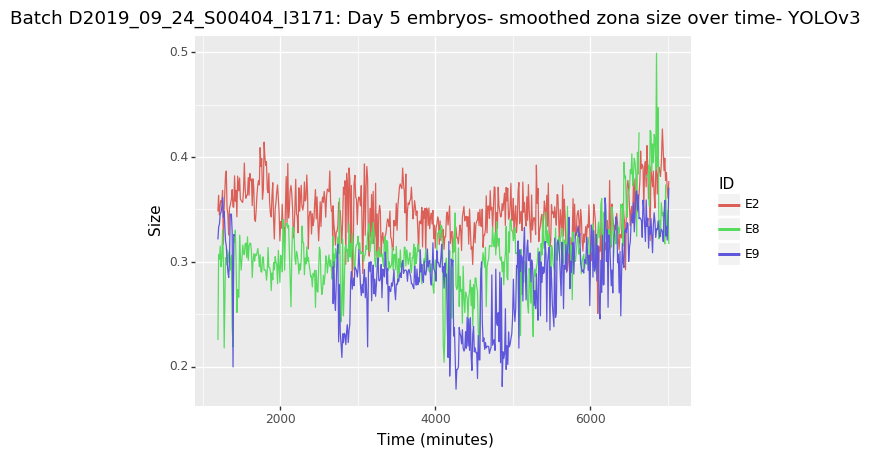 Batch D2019_09_24_S00404_I3171: Day 5 embryos- smoothed zona size over time- YOLOv3
0.5
0.4
0.3
0.2
Size
2000
4000
6000
Time (minutes)
ID
E2
E8
E9